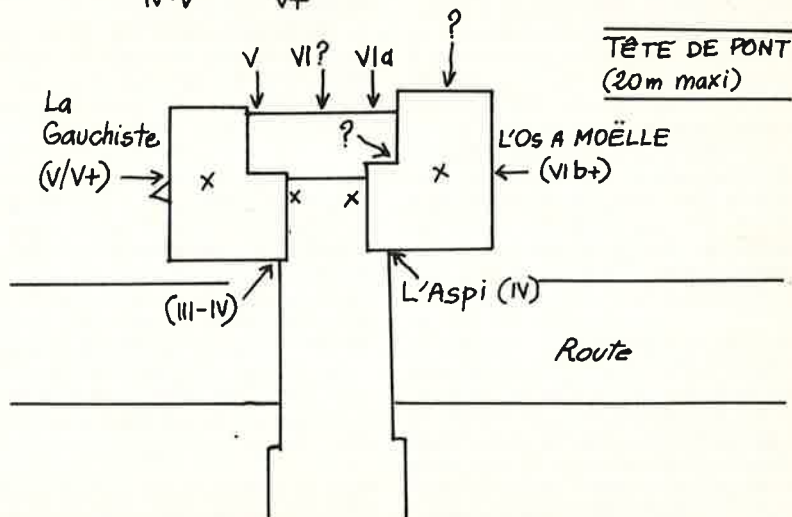 V+
?
TÊTE DE PONT
(20m maxi)
V VI? VIa
La
Gauchiste
(V/V+)
?
L'OS A MOËLLE
(VIb+)
x
x
x
x
(III-IV)
L'Aspi (IV)
Route